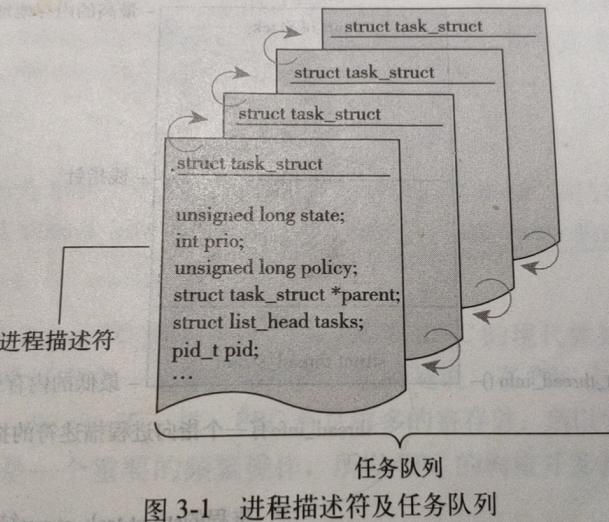 struct task_struct
struct task_struct
struct task_struct
struct task_struct
unsigned long state;
int prio;
unsigned long policy;
struct task_struct *parent;
struct list_head tasks;
pid_t pid;
...
进程描述符
任务队列
图 3-1 进程描述符及任务队列